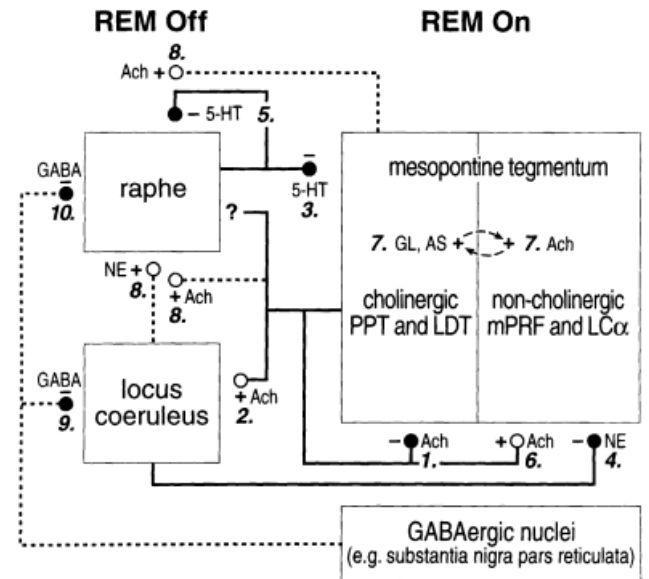 REM Off
REM On
8.
Ach +
– 5-HT 5.
GABA
–
10.
raphe
–
5-HT
3.
?
mesopontine tegmentum
7. GL, AS +
+ 7. Ach
cholinergic
PPT and LDT
non-cholinergic
mPRF and LCα
NE +
8.
+ Ach
8.
GABA
–
9.
locus
coeruleus
+ Ach
2.
– Ach
1.
+ Ach
6.
– NE
4.
GABAergic nuclei
(e.g. substantia nigra pars reticulata)